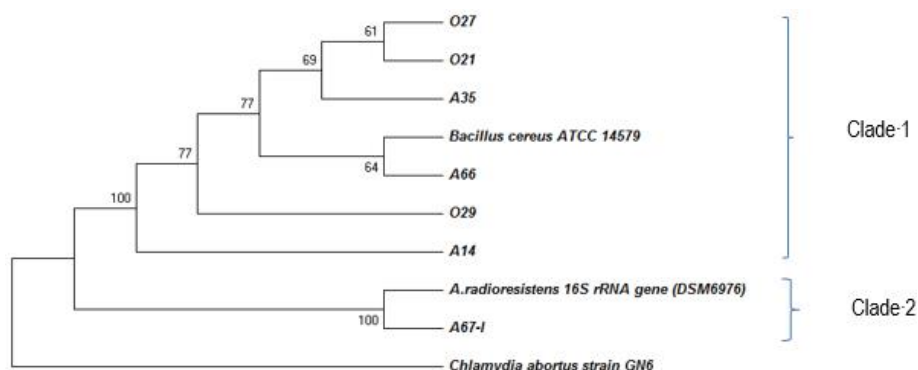 O27
61
O21
69
A35
77
Bacillus cereus ATCC 14579
Clade-1
77
64
A66
100
O29
A14
A.radioresistens 16S rRNA gene (DSM6976)
Clade-2
100
A67-I
Chlamydia abortus strain GN6